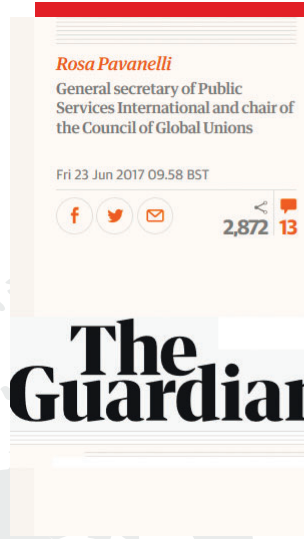 Rosa Pavanelli
General secretary of Public
Services International and chair of
the Council of Global Unions
Fri 23 Jun 2017 09.58 BST
2,872 13
The
Guardian